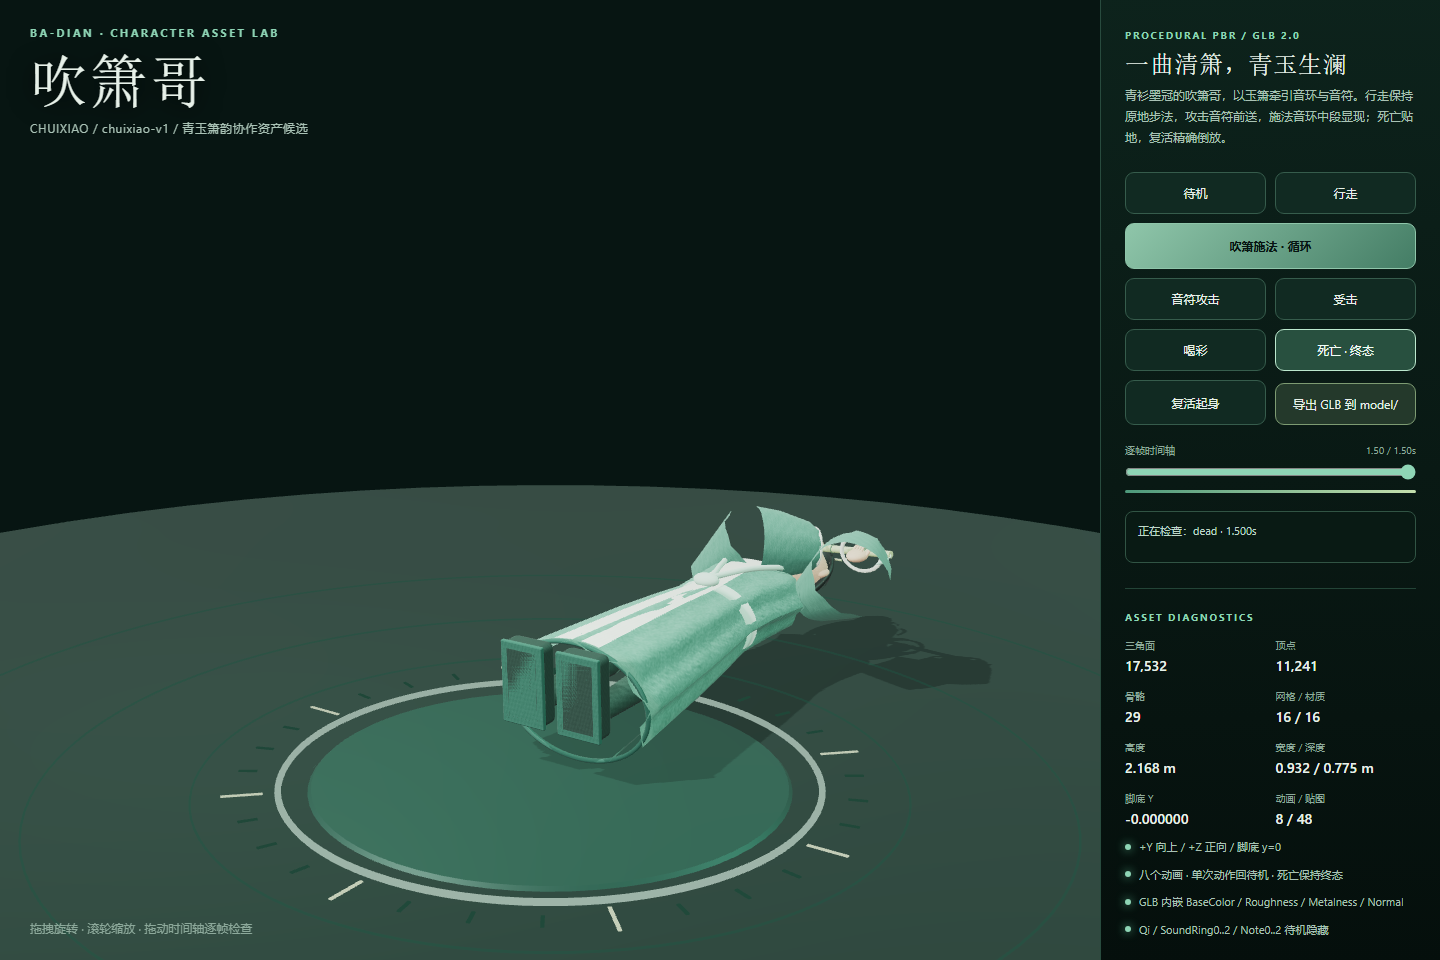 BA-DIAN · CHARACTER ASSET LAB
吹箫哥
CHUIXIAO / chuixiao-v1 / 青玉箫韵协作资产候选
拖拽旋转 · 滚轮缩放 · 拖动时间轴逐帧检查
PROCEDURAL PBR / GLB 2.0
一曲清箫，青玉生澜
青衫墨冠的吹箫哥，以玉箫牵引音环与音符。行走保持
原地步法，攻击音符前送，施法音环中段显现；死亡贴
地，复活精确倒放。
待机
行走
吹箫施法 · 循环
音符攻击
受击
喝彩
死亡 · 终态
复活起身
导出 GLB 到 model/
逐帧时间轴
1.50 / 1.50s
正在检查：dead · 1.500s
ASSET DIAGNOSTICS
三角面
顶点
17,532
11,241
骨骼
网格 / 材质
29
16 / 16
高度
宽度 / 深度
2.168 m
0.932 / 0.775 m
脚底 Y
动画 / 贴图
-0.000000
8 / 48
+Y 向上 / +Z 正向 / 脚底 y=0
八个动画 · 单次动作回待机 · 死亡保持终态
GLB 内嵌 BaseColor / Roughness / Metalness / Normal
Qi / SoundRing0..2 / Note0..2 待机隐藏